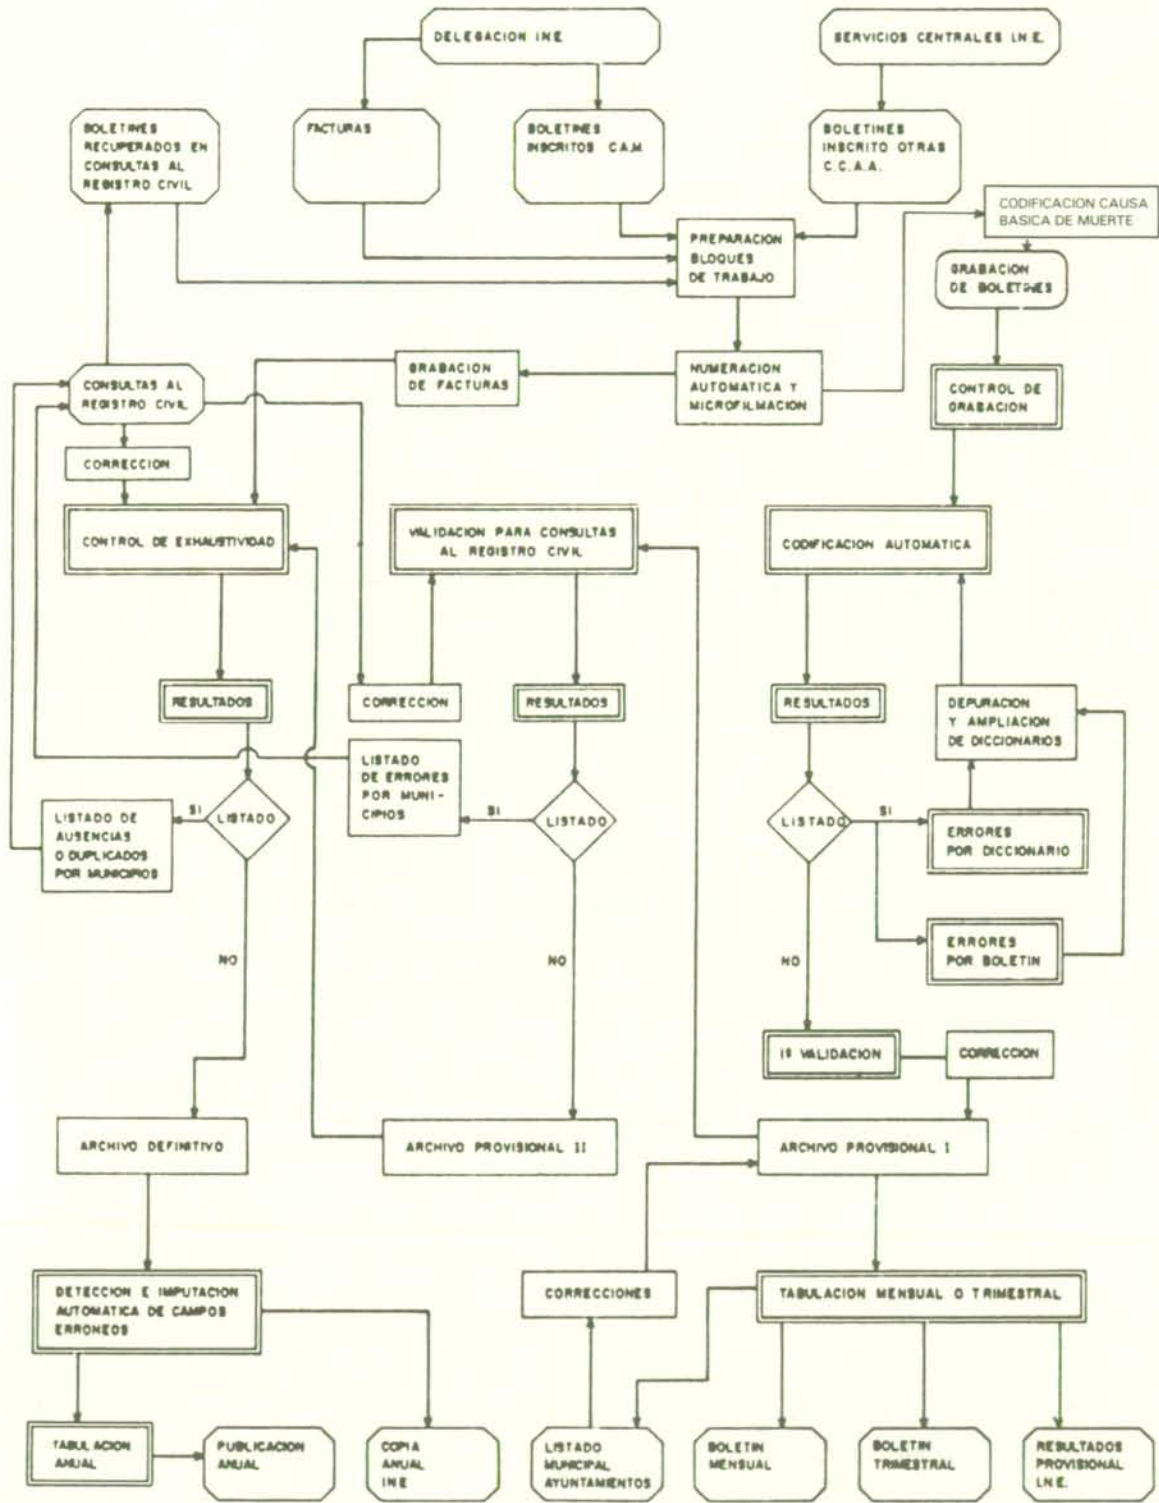 DELEGACION INE
SERVICIOS CENTRALES I.N.E.
BOLETINES
RECUPERADOS EN
CONSULTAS AL
REGISTRO CIVIL
FACTURAS
BOLETINES
INSCRITOS C.A.M.
BOLETINES
INSCRITO OTRAS
C.C.A.A.
CODIFICACION CAUSA
BASICA DE MUERTE
PREPARACION
BLOQUES
DE TRABAJO
GRABACION
DE BOLETINES
CONSULTAS AL
REGISTRO CIVIL
GRABACION
DE FACTURAS
NUMERACION
AUTOMATICA Y
MICROFILMACION
CONTROL DE
GRABACION
CORRECCION
CONTROL DE EXHAUSTIVIDAD
VALIDACION PARA CONSULTAS
AL REGISTRO CIVIL
CODIFICACION AUTOMATICA
RESULTADOS
CORRECCION
RESULTADOS
RESULTADOS
DEPURACION
Y AMPLIACION
DE DICCIONARIOS
LISTADO
DE ERRORES
POR MUNI-
CIPIOS
LISTADO DE
AUSENCIAS
O DUPLICADOS
POR MUNICIPIOS
SI
LISTADO
SI
LISTADO
LISTADO
SI
ERRORES
POR DICCIONARIO
ERRORES
POR BOLETIN
NO
NO
NO
1ª VALIDACION
CORRECCION
ARCHIVO DEFINITIVO
ARCHIVO PROVISIONAL II
ARCHIVO PROVISIONAL I
DETECCION E IMPUTACION
AUTOMATICA DE CAMPOS
ERRONEOS
CORRECCIONES
TABULACION MENSUAL O TRIMESTRAL
TABULACION
ANUAL
PUBLICACION
ANUAL
COPIA
ANUAL
INE
LISTADO
MUNICIPAL
AYUNTAMIENTOS
BOLETIN
MENSUAL
BOLETIN
TRIMESTRAL
RESULTADOS
PROVISIONAL
I.N.E.